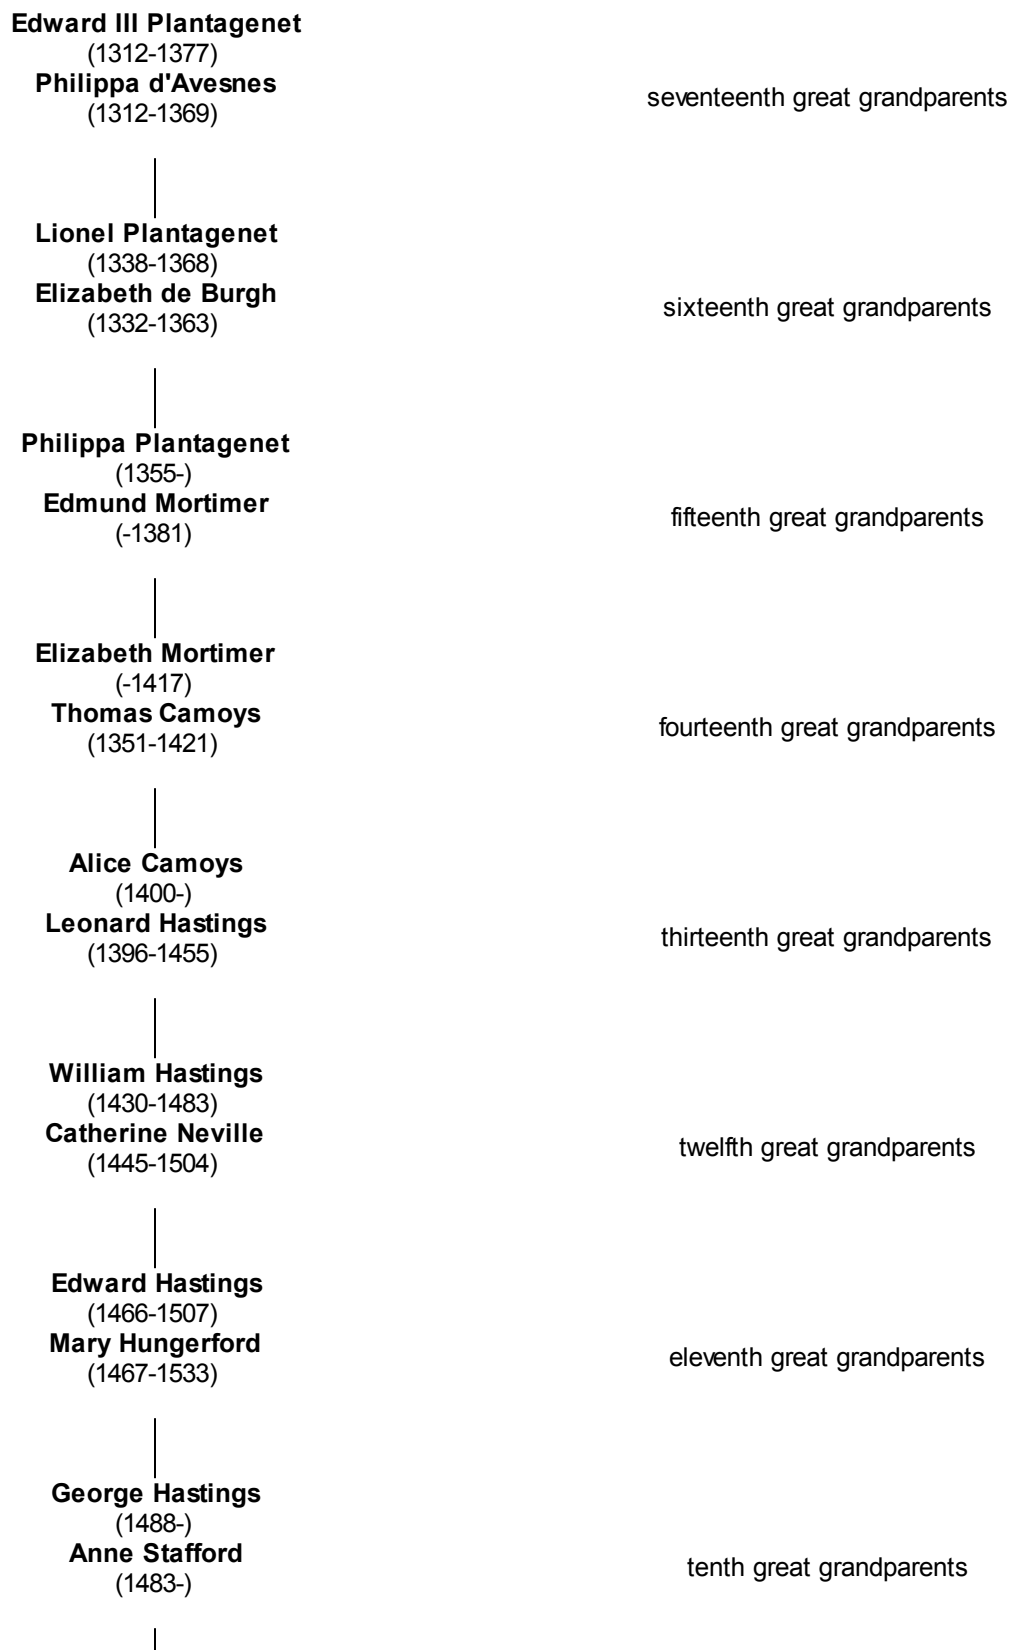 Edward III Plantagenet
(1312-1377)
Philippa d'Avesnes
(1312-1369)
seventeenth great grandparents
Lionel Plantagenet
(1338-1368)
Elizabeth de Burgh
(1332-1363)
sixteenth great grandparents
Philippa Plantagenet
(1355-)
Edmund Mortimer
(-1381)
fifteenth great grandparents
Elizabeth Mortimer
(-1417)
Thomas Camoys
(1351-1421)
fourteenth great grandparents
Alice Camoys
(1400-)
Leonard Hastings
(1396-1455)
thirteenth great grandparents
William Hastings
(1430-1483)
Catherine Neville
(1445-1504)
twelfth great grandparents
Edward Hastings
(1466-1507)
Mary Hungerford
(1467-1533)
eleventh great grandparents
George Hastings
(1488-)
Anne Stafford
(1483-)
tenth great grandparents